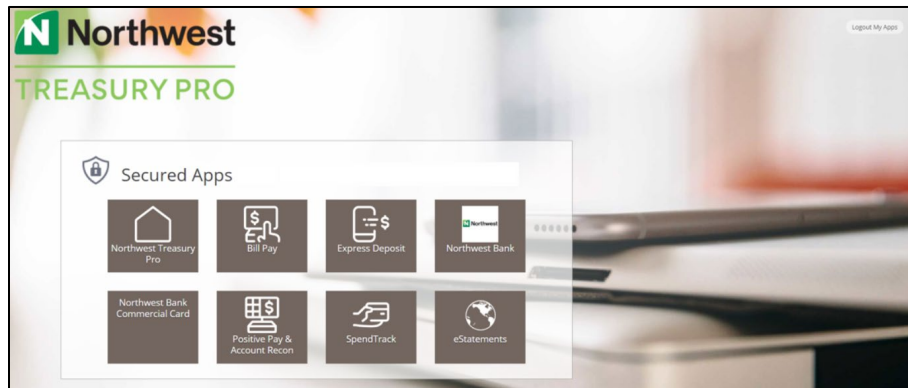 N Northwest
TREASURY PRO
Logout My Apps
Secured Apps
Northwest Treasury
Pro
Bill Pay
Express Deposit
Northwest
Northwest Bank
Northwest Bank
Commercial Card
Positive Pay &
Account Recon
SpendTrack
eStatements